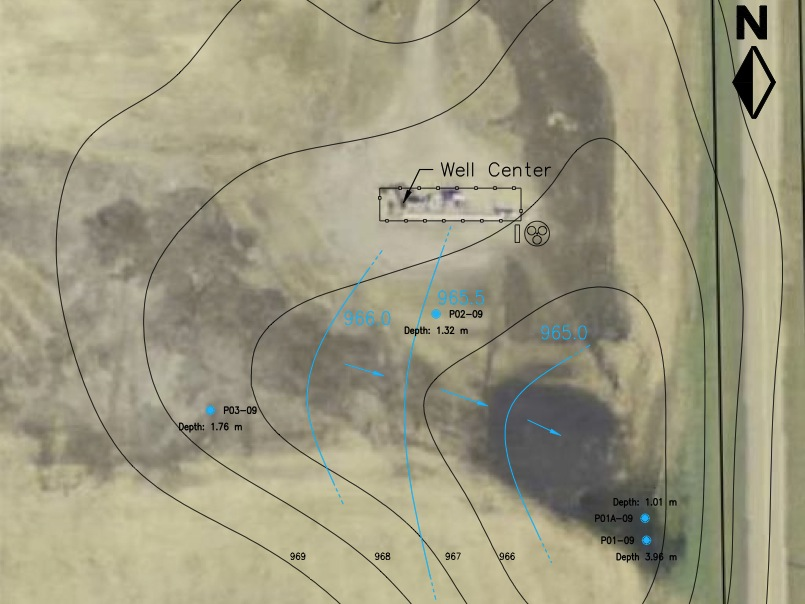 N
Well Center
965.5
966.0
P02-09
Depth: 1.32 m
965.0
P03-09
Depth: 1.76 m
Depth: 1.01 m
P01A-09
P01-09
Depth 3.96 m
969
968
967
966